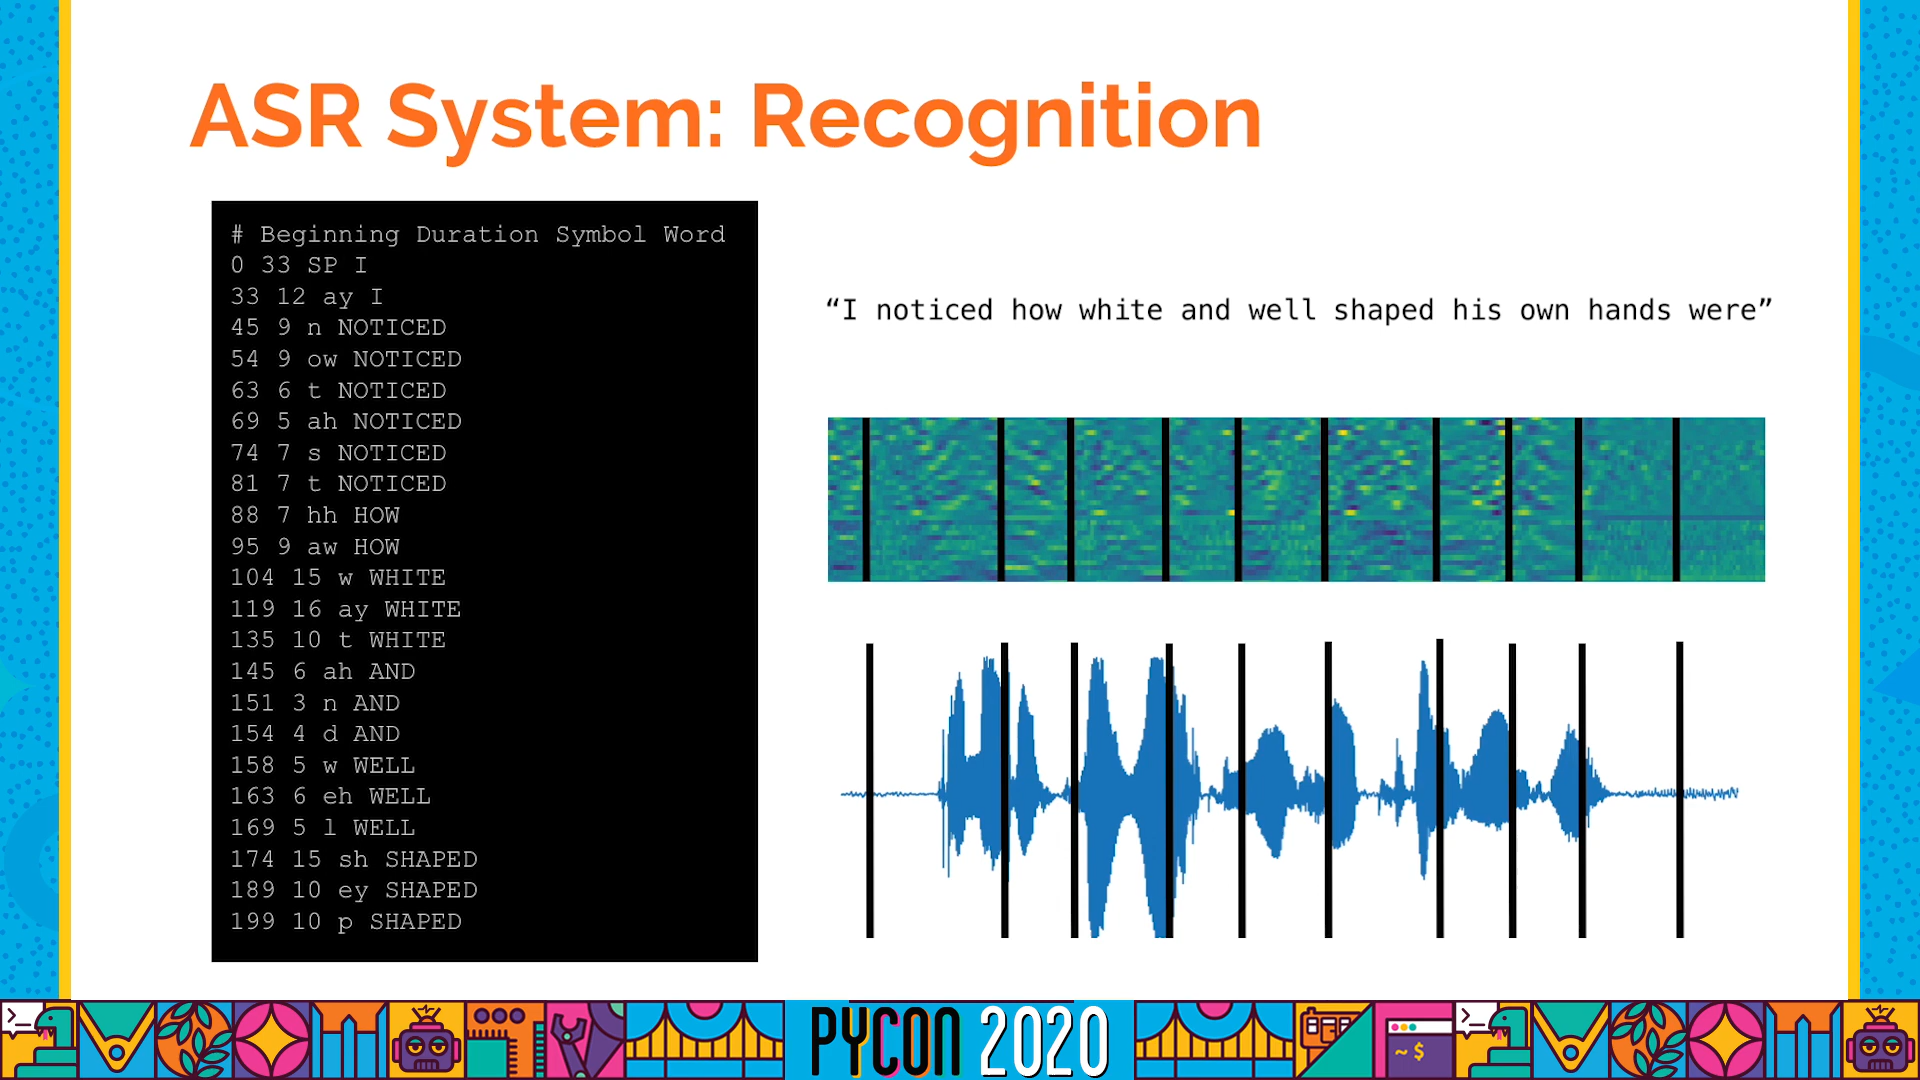 ASR System: Recognition
# Beginning Duration Symbol Word
0 33 SP I
33 12 ay I
45 9 n NOTICED
54 9 ow NOTICED
63 6 t NOTICED
69 5 ah NOTICED
74 7 s NOTICED
81 7 t NOTICED
88 7 hh HOW
95 9 aw HOW
104 15 w WHITE
119 16 ay WHITE
135 10 t WHITE
145 6 ah AND
151 3 n AND
154 4 d AND
158 5 w WELL
163 6 eh WELL
169 5 l WELL
174 15 sh SHAPED
189 10 ey SHAPED
199 10 p SHAPED
“I noticed how white and well shaped his own hands were”
PYCON 2020
~ $